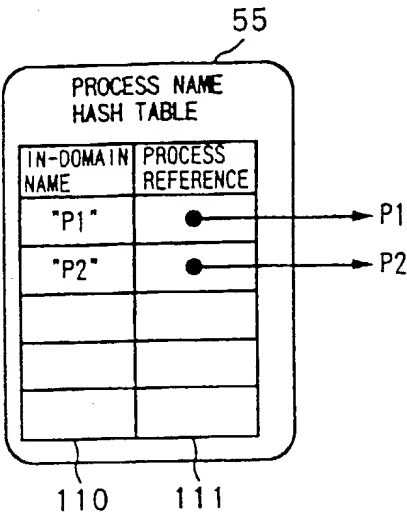 55
PROCESS NAME
HASH TABLE
IN-DOMAIN NAME
PROCESS REFERENCE
"P1"
P1
"P2"
P2
110
111